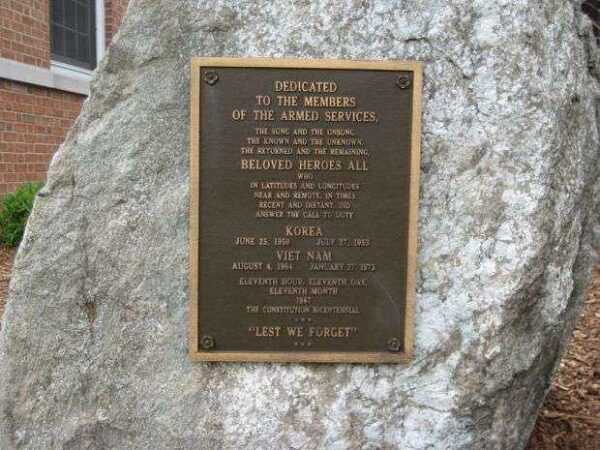 DEDICATED
TO THE MEMBERS
OF THE ARMED SERVICES,
THE SUNG AND THE UNSUNG,
THE KNOWN AND THE UNKNOWN,
THE RETURNED AND THE REMAINING.
BELOVED HEROES ALL
WHO
IN LATITUDES AND LONGITUDES
NEAR AND REMOTE, IN TIMES
RECENT AND DISTANT, DID
ANSWER THE CALL TO DUTY
KOREA
JUNE 25, 1950 JULY 27, 1953
VIET NAM
AUGUST 4, 1964 JANUARY 27, 1973
ELEVENTH HOUR, ELEVENTH DAY,
ELEVENTH MONTH
1987
THE CONSTITUTION BICENTENNIAL
* * *
"LEST WE FORGET"
* * *